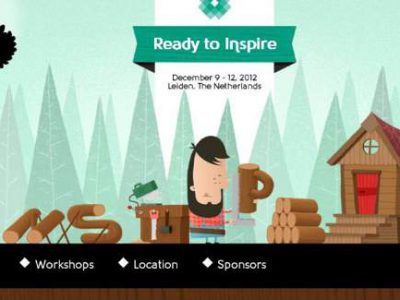 Ready to Inspire
December 9 - 12, 2012
Leiden, The Netherlands
Workshops
Location
Sponsors